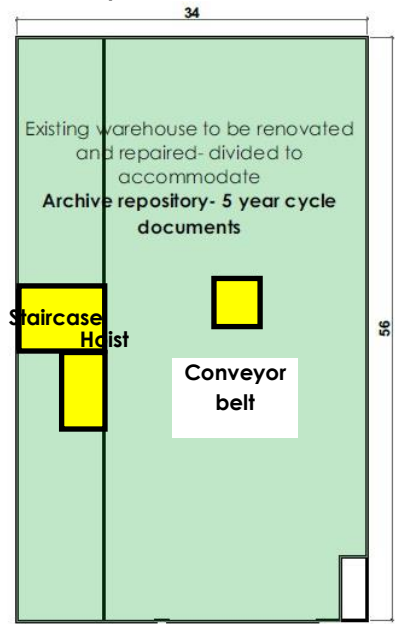 34
Existing warehouse to be renovated
and repaired- divided to
accommodate
Archive repository- 5 year cycle
documents
Staircase
Hoist
56
Conveyor
belt